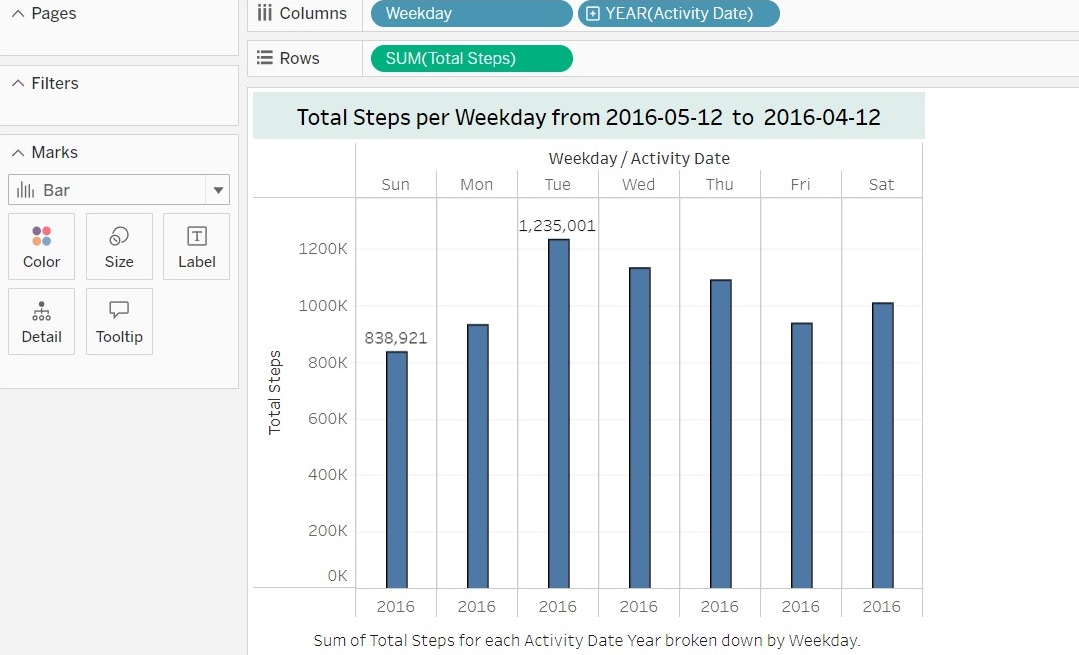 Pages
Columns
Weekday
YEAR(Activity Date)
Rows
SUM(Total Steps)
Filters
Marks
Bar
Color
Size
Label
Detail
Tooltip
Total Steps per Weekday from 2016-05-12 to 2016-04-12
Weekday / Activity Date
Sun Mon Tue Wed Thu Fri Sat
1,235,001
838,921
1200K
1000K
800K
600K
400K
200K
0K
Total Steps
2016 2016 2016 2016 2016 2016 2016
Sum of Total Steps for each Activity Date Year broken down by Weekday.